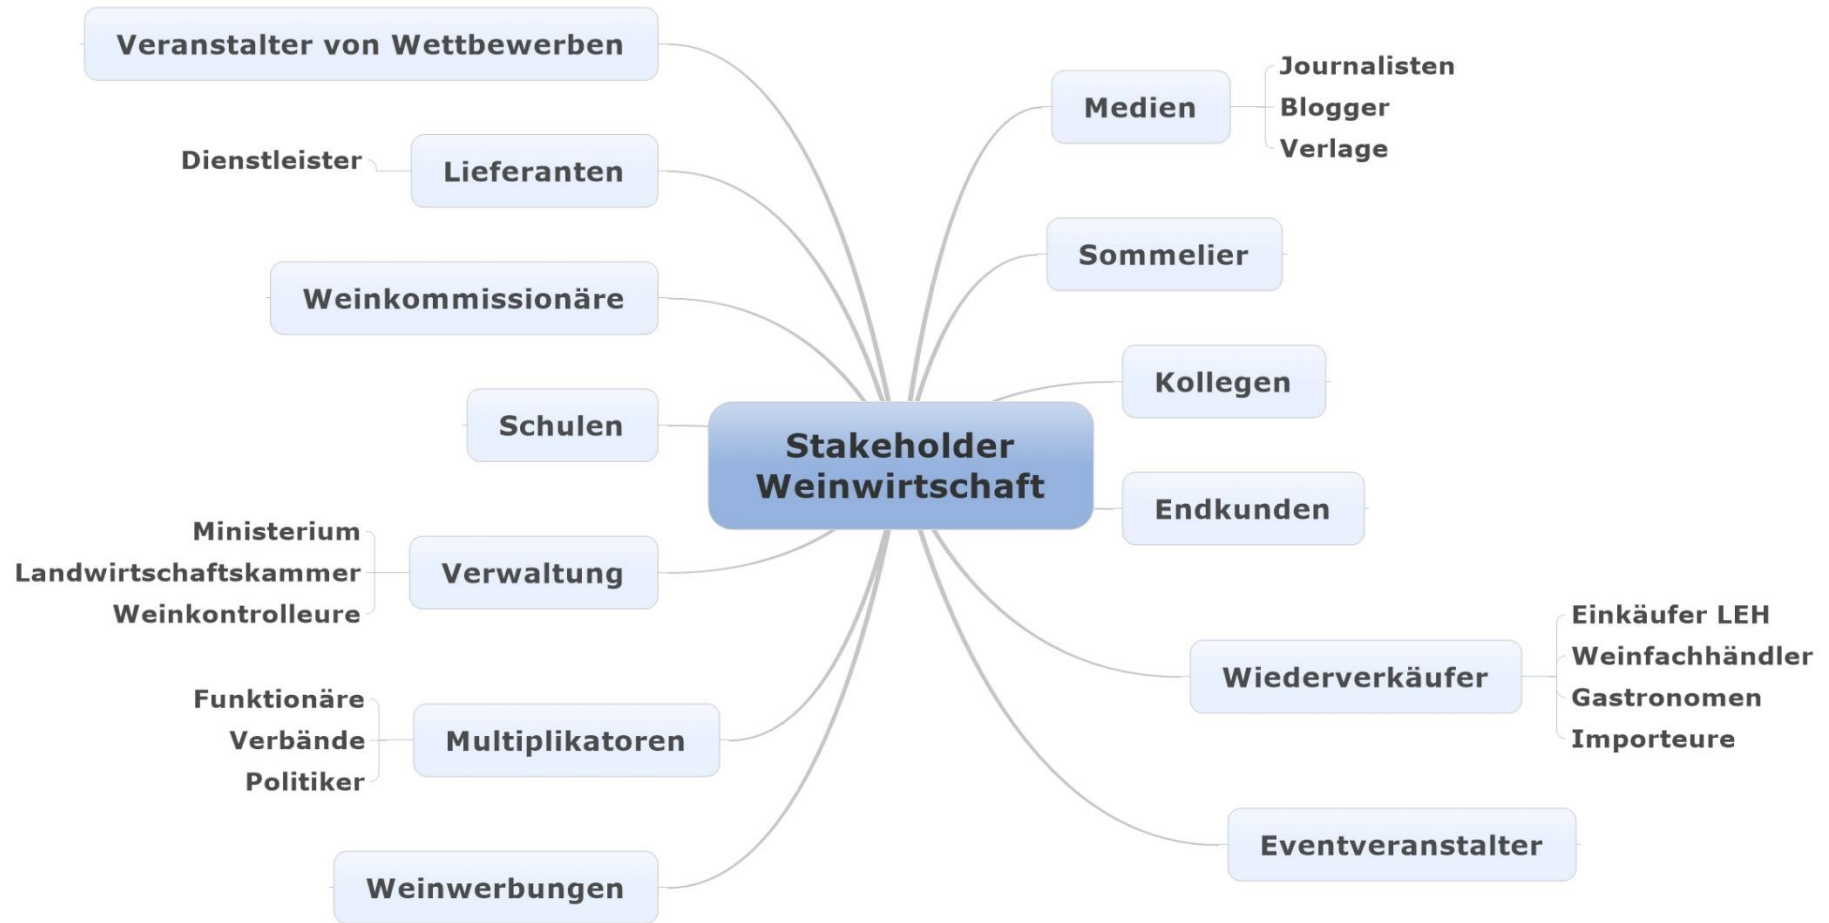 Stakeholder
Weinwirtschaft
Medien
Journalisten
Blogger
Verlage
Sommelier
Kollegen
Endkunden
Wiederverkäufer
Einkäufer LEH
Weinfachhändler
Gastronomen
Importeure
Eventveranstalter
Veranstalter von Wettbewerben
Lieferanten
Dienstleister
Weinkommissionäre
Schulen
Verwaltung
Ministerium
Landwirtschaftskammer
Weinkontrolleure
Multiplikatoren
Funktionäre
Verbände
Politiker
Weinwerbungen